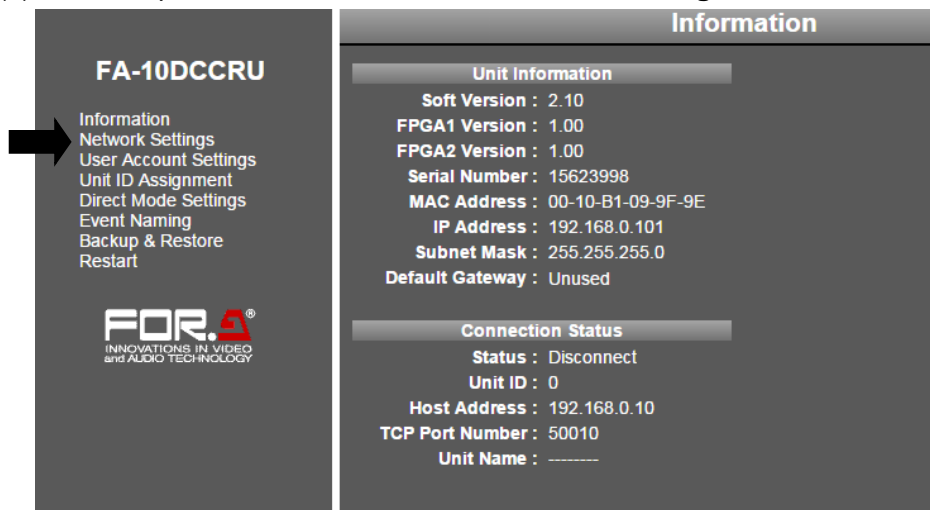 Information
FA-10DCCRU
Information
Network Settings
User Account Settings
Unit ID Assignment
Direct Mode Settings
Event Naming
Backup & Restore
Restart
FOR.A®
INNOVATIONS IN VIDEO
and AUDIO TECHNOLOGY
Unit Information
Soft Version : 2.10
FPGA1 Version : 1.00
FPGA2 Version : 1.00
Serial Number : 15623998
MAC Address : 00-10-B1-09-9F-9E
IP Address : 192.168.0.101
Subnet Mask : 255.255.255.0
Default Gateway : Unused
Connection Status
Status : Disconnect
Unit ID : 0
Host Address : 192.168.0.10
TCP Port Number : 50010
Unit Name : --------